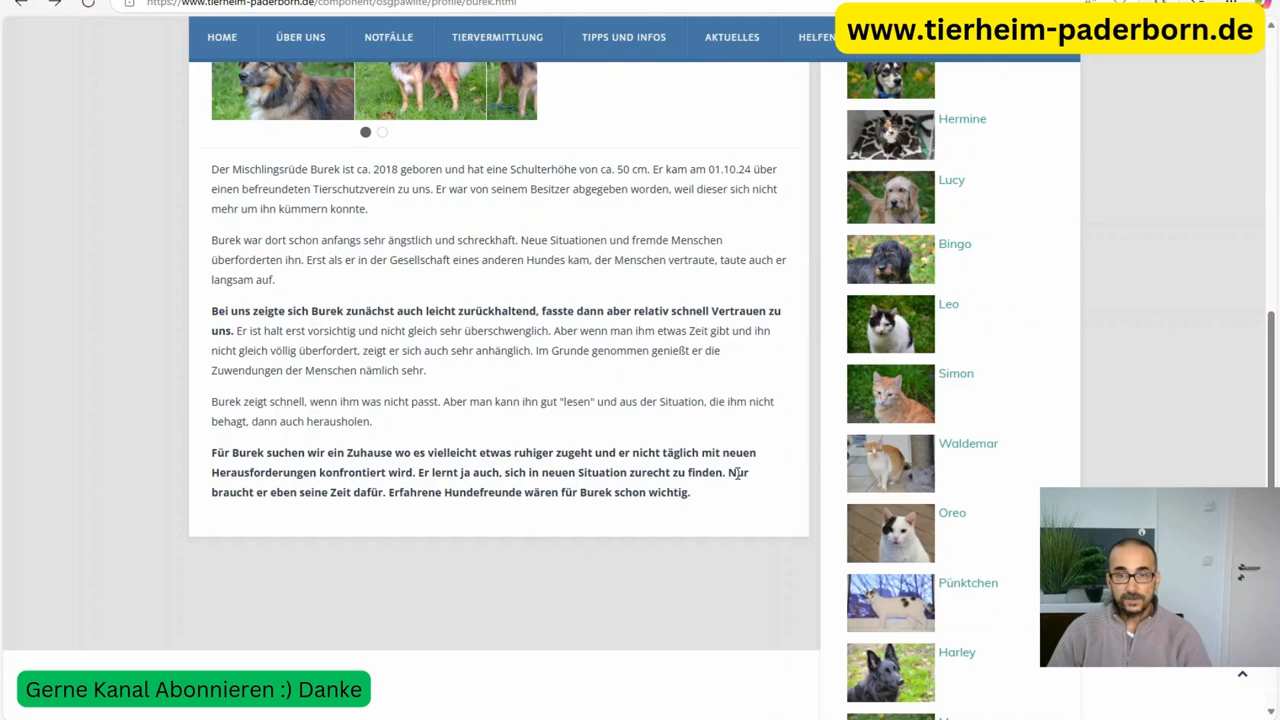 https://www.tierheim-paderborn.de/component/osgpawlite/profile/burek.html
www.tierheim-paderborn.de
HOME
ÜBER UNS
NOTFÄLLE
TIERVERMITTLUNG
TIPPS UND INFOS
AKTUELLES
HELFEN
Der Mischlingsrüde Burek ist ca. 2018 geboren und hat eine Schulterhöhe von ca. 50 cm. Er kam am 01.10.24 über
einen befreundeten Tierschutzverein zu uns. Er war von seinem Besitzer abgegeben worden, weil dieser sich nicht
mehr um ihn kümmern konnte.
Burek war dort schon anfangs sehr ängstlich und schreckhaft. Neue Situationen und fremde Menschen
überforderten ihn. Erst als er in der Gesellschaft eines anderen Hundes kam, der Menschen vertraute, taute auch er
langsam auf.
Bei uns zeigte sich Burek zunächst auch leicht zurückhaltend, fasste dann aber relativ schnell Vertrauen zu
uns. Er ist halt erst vorsichtig und nicht gleich sehr überschwenglich. Aber wenn man ihm etwas Zeit gibt und ihn
nicht gleich völlig überfordert, zeigt er sich auch sehr anhänglich. Im Grunde genommen genießt er die
Zuwendungen der Menschen nämlich sehr.
Burek zeigt schnell, wenn ihm was nicht passt. Aber man kann ihn gut "lesen" und aus der Situation, die ihm nicht
behagt, dann auch herausholen.
Für Burek suchen wir ein Zuhause wo es vielleicht etwas ruhiger zugeht und er nicht täglich mit neuen
Herausforderungen konfrontiert wird. Er lernt ja auch, sich in neuen Situation zurecht zu finden. Nur
braucht er eben seine Zeit dafür. Erfahrene Hundefreunde wären für Burek schon wichtig.
Hermine
Lucy
Bingo
Leo
Simon
Waldemar
Oreo
Pünktchen
Harley
Gerne Kanal Abonnieren :) Danke